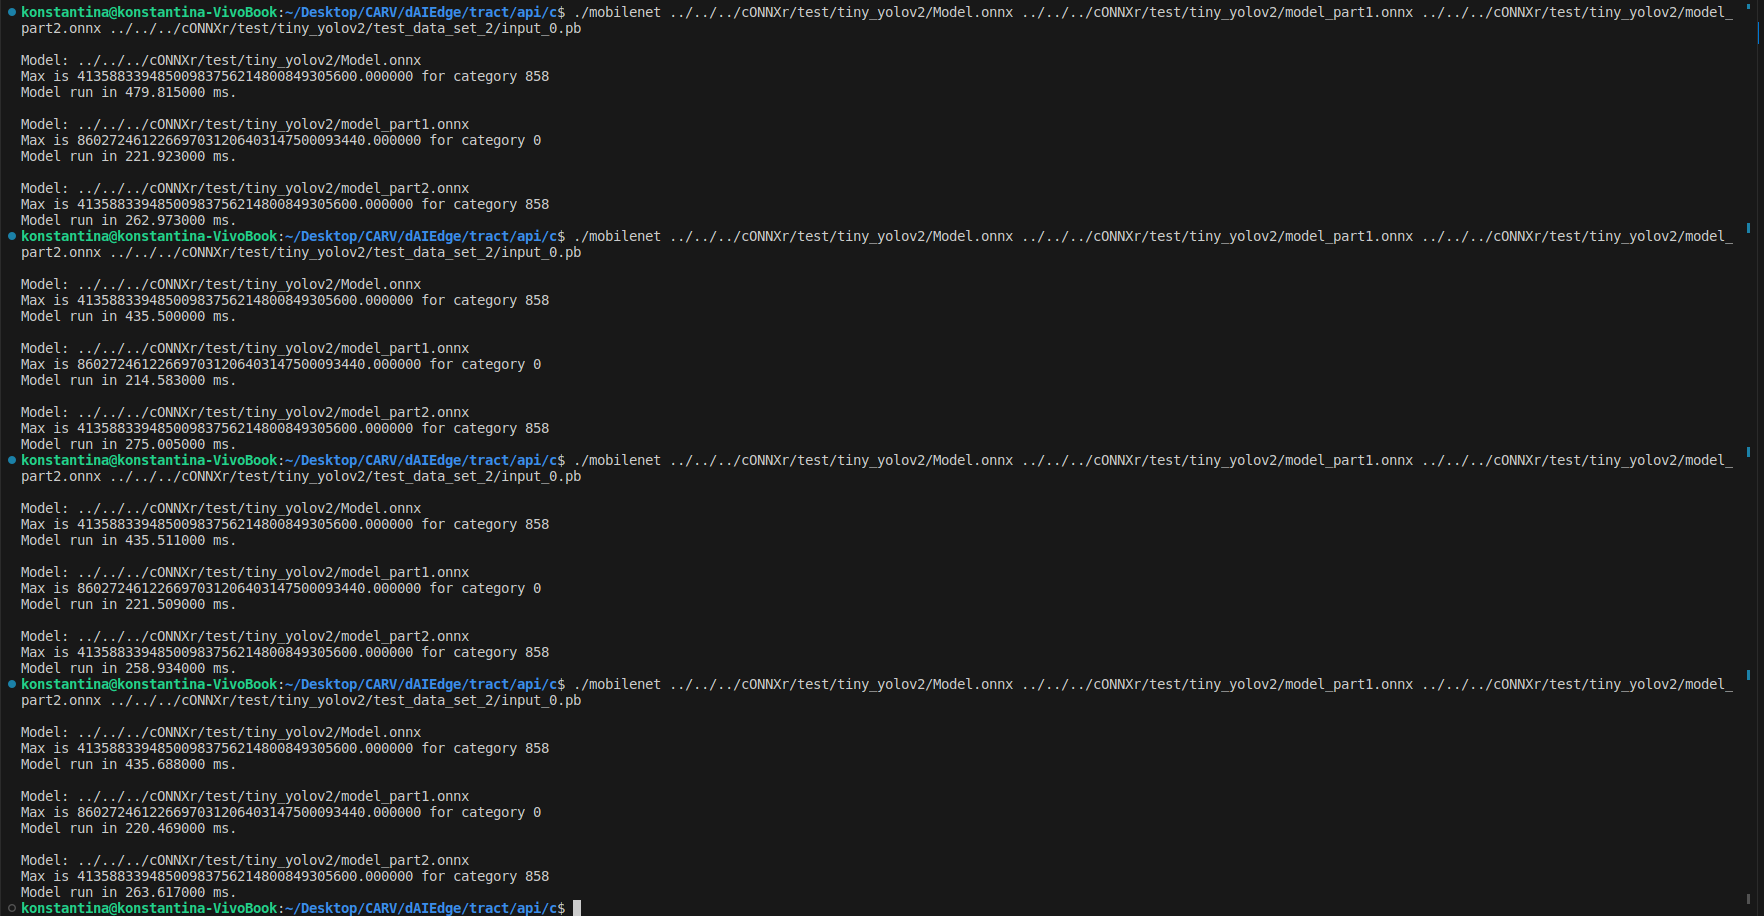 konstantina@konstantina-VivoBook:~/Desktop/CARV/dAIEdge/tract/api/c$ ./mobilenet ../../../cONNXr/test/tiny_yolov2/Model.onnx ../../../cONNXr/test/tiny_yolov2/model_part1.onnx ../../../cONNXr/test/tiny_yolov2/model_
part2.onnx ../../../cONNXr/test/tiny_yolov2/test_data_set_2/input_0.pb
Model: ../../../cONNXr/test/tiny_yolov2/Model.onnx
Max is 41358833948500983756214800849305600.000000 for category 858
Model run in 479.815000 ms.
Model: ../../../cONNXr/test/tiny_yolov2/model_part1.onnx
Max is 86027246122669703120640314750009​3440.000000 for category 0
Model run in 221.923000 ms.
Model: ../../../cONNXr/test/tiny_yolov2/model_part2.onnx
Max is 41358833948500983756214800849305600.000000 for category 858
Model run in 262.973000 ms.
konstantina@konstantina-VivoBook:~/Desktop/CARV/dAIEdge/tract/api/c$ ./mobilenet ../../../cONNXr/test/tiny_yolov2/Model.onnx ../../../cONNXr/test/tiny_yolov2/model_part1.onnx ../../../cONNXr/test/tiny_yolov2/model_
part2.onnx ../../../cONNXr/test/tiny_yolov2/test_data_set_2/input_0.pb
Model: ../../../cONNXr/test/tiny_yolov2/Model.onnx
Max is 41358833948500983756214800849305600.000000 for category 858
Model run in 435.500000 ms.
Model: ../../../cONNXr/test/tiny_yolov2/model_part1.onnx
Max is 860272461226697031206403147500093440.000000 for category 0
Model run in 214.583000 ms.
Model: ../../../cONNXr/test/tiny_yolov2/model_part2.onnx
Max is 41358833948500983756214800849305600.000000 for category 858
Model run in 275.005000 ms.
konstantina@konstantina-VivoBook:~/Desktop/CARV/dAIEdge/tract/api/c$ ./mobilenet ../../../cONNXr/test/tiny_yolov2/Model.onnx ../../../cONNXr/test/tiny_yolov2/model_part1.onnx ../../../cONNXr/test/tiny_yolov2/model_
part2.onnx ../../../cONNXr/test/tiny_yolov2/test_data_set_2/input_0.pb
Model: ../../../cONNXr/test/tiny_yolov2/Model.onnx
Max is 41358833948500983756214800849305600.000000 for category 858
Model run in 435.511000 ms.
Model: ../../../cONNXr/test/tiny_yolov2/model_part1.onnx
Max is 860272461226697031206403147500093440.000000 for category 0
Model run in 221.509000 ms.
Model: ../../../cONNXr/test/tiny_yolov2/model_part2.onnx
Max is 41358833948500983756214800849305600.000000 for category 858
Model run in 258.934000 ms.
konstantina@konstantina-VivoBook:~/Desktop/CARV/dAIEdge/tract/api/c$ ./mobilenet ../../../cONNXr/test/tiny_yolov2/Model.onnx ../../../cONNXr/test/tiny_yolov2/model_part1.onnx ../../../cONNXr/test/tiny_yolov2/model_
part2.onnx ../../../cONNXr/test/tiny_yolov2/test_data_set_2/input_0.pb
Model: ../../../cONNXr/test/tiny_yolov2/Model.onnx
Max is 41358833948500983756214800849305600.000000 for category 858
Model run in 435.688000 ms.
Model: ../../../cONNXr/test/tiny_yolov2/model_part1.onnx
Max is 860272461226697031206403147500093440.000000 for category 0
Model run in 220.469000 ms.
Model: ../../../cONNXr/test/tiny_yolov2/model_part2.onnx
Max is 41358833948500983756214800849305600.000000 for category 858
Model run in 263.617000 ms.
konstantina@konstantina-VivoBook:~/Desktop/CARV/dAIEdge/tract/api/c$